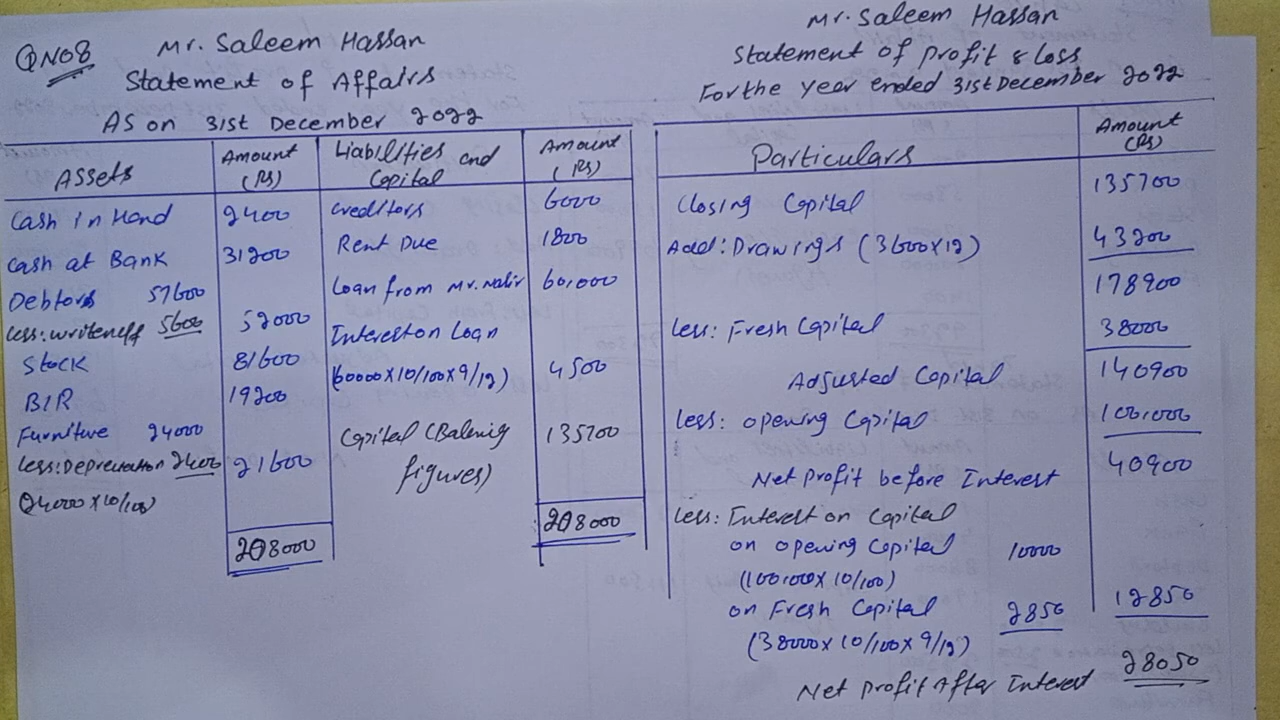 QNO8
Mr. Saleem Hassan
Statement of Affairs
AS on 31st December 2022
Assets | Amount (Rs) | Liabilities and Capital | Amount (Rs)
Cash in Hand 2400 Creditors 6000
Cash at Bank 31200 Rent Due 1800
Debtors 57600 Loan from Mr. Nasir 60,000
Less: writeneff 5600 52000 Interest on Loan
Stock 81600 (60000x10/100x9/12) 4500
B/R 19200
Furniture 24000 Capital (Balenig 135700
Less: Depreciation 2400 21600 figures)
(24000x10/100)
208000 208000
Mr. Saleem Hassan
Statement of Profit & Loss
For the year ended 31st December 2022
Particulars | Amount (Rs)
Closing Capital 135700
Add: Drawings (3600x12) 43200
178900
Less: Fresh Capital 38000
Adjusted Capital 140900
Less: opening Capital 100,000
Net Profit before Interest 40900
Less: Interest on Capital
on opening Capital 10000
(100,000x10/100)
on Fresh Capital 2850 12850
(38000x10/100x9/12)
Net Profit After Interest 28050